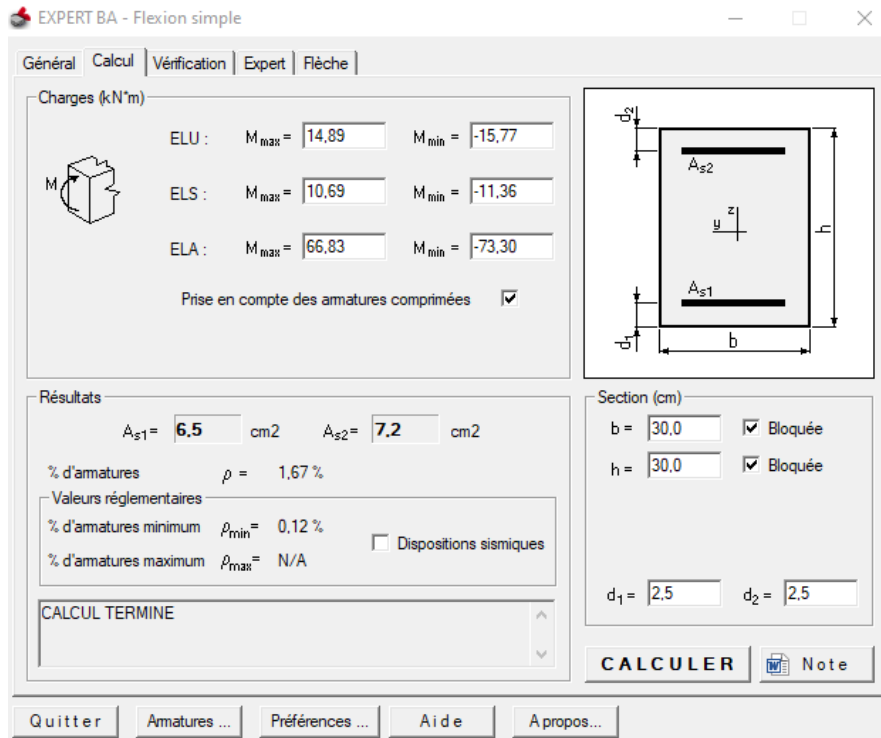 EXPERT BA - Flexion simple
Général Calcul Vérification Expert Flèche
Charges (kN*m)
M
ELU : Mmax = 14,89 Mmin = -15,77
ELS : Mmax = 10,69 Mmin = -11,36
ELA : Mmax = 66,83 Mmin = -73,30
Prise en compte des armatures comprimées
d2
As2
z
y
h
As1
d1
b
Résultats
As1= 6,5 cm2 As2= 7,2 cm2
% d'armatures ρ = 1,67 %
Valeurs réglementaires
% d'armatures minimum ρmin= 0,12 %
Dispositions sismiques
% d'armatures maximum ρmax= N/A
CALCUL TERMINE
Section (cm)
b = 30,0 Bloquée
h = 30,0 Bloquée
d1 = 2,5 d2 = 2,5
CALCULER Note
Quitter Armatures ... Préférences ... Aide A propos...